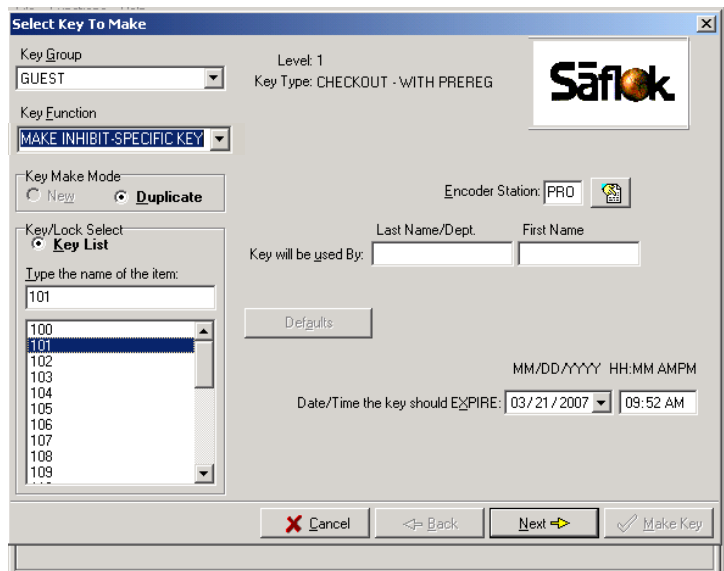 Select Key To Make
Key Group
GUEST
Level: 1
Key Type: CHECKOUT - WITH PREREG
Säflok.
Key Function
MAKE INHIBIT-SPECIFIC KEY
Key Make Mode
New
Duplicate
Encoder Station: PRO
Key/Lock Select
Key List
Last Name/Dept.
First Name
Key will be used By:
Type the name of the item:
101
Defaults
100
101
102
103
104
105
106
107
108
109
MM/DD/YYYY HH:MM AMPM
Date/Time the key should EXPIRE: 03/21/2007 09:52 AM
Cancel
Back
Next
Make Key